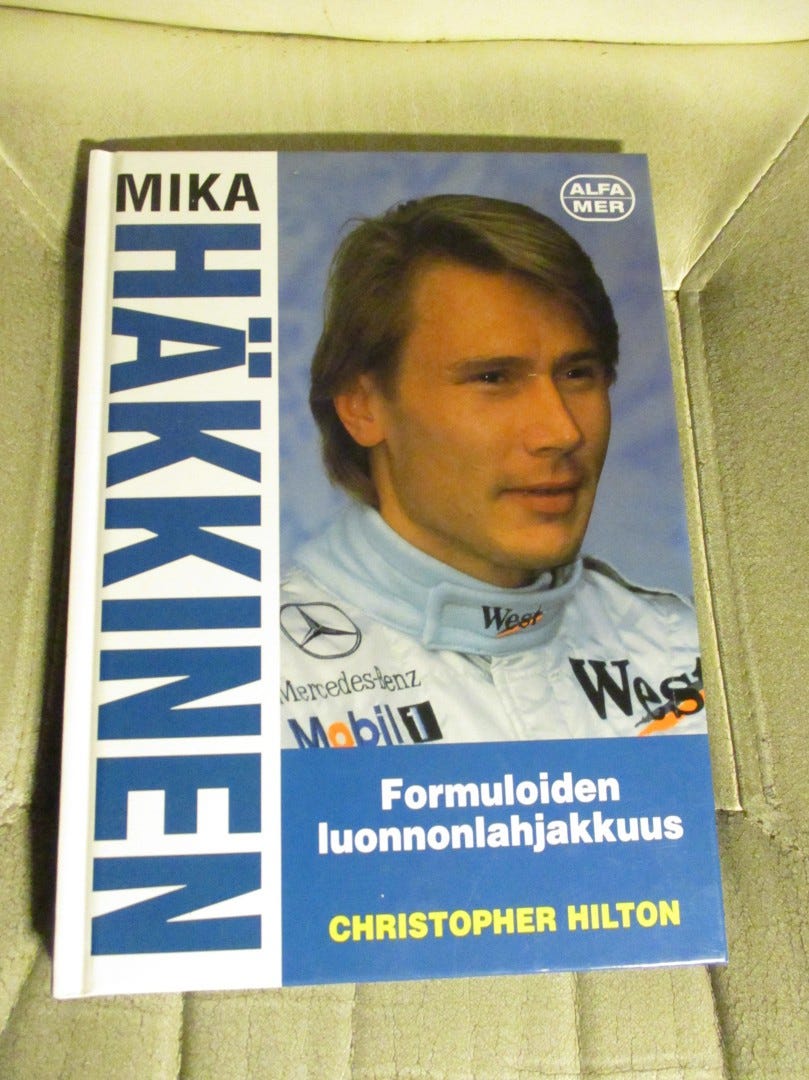 MIKA
HÄKKINEN
ALFA
MER
West
Mercedes-Benz
West
Mobil 1
Formuloiden
luonnonlahjakkuus
CHRISTOPHER HILTON